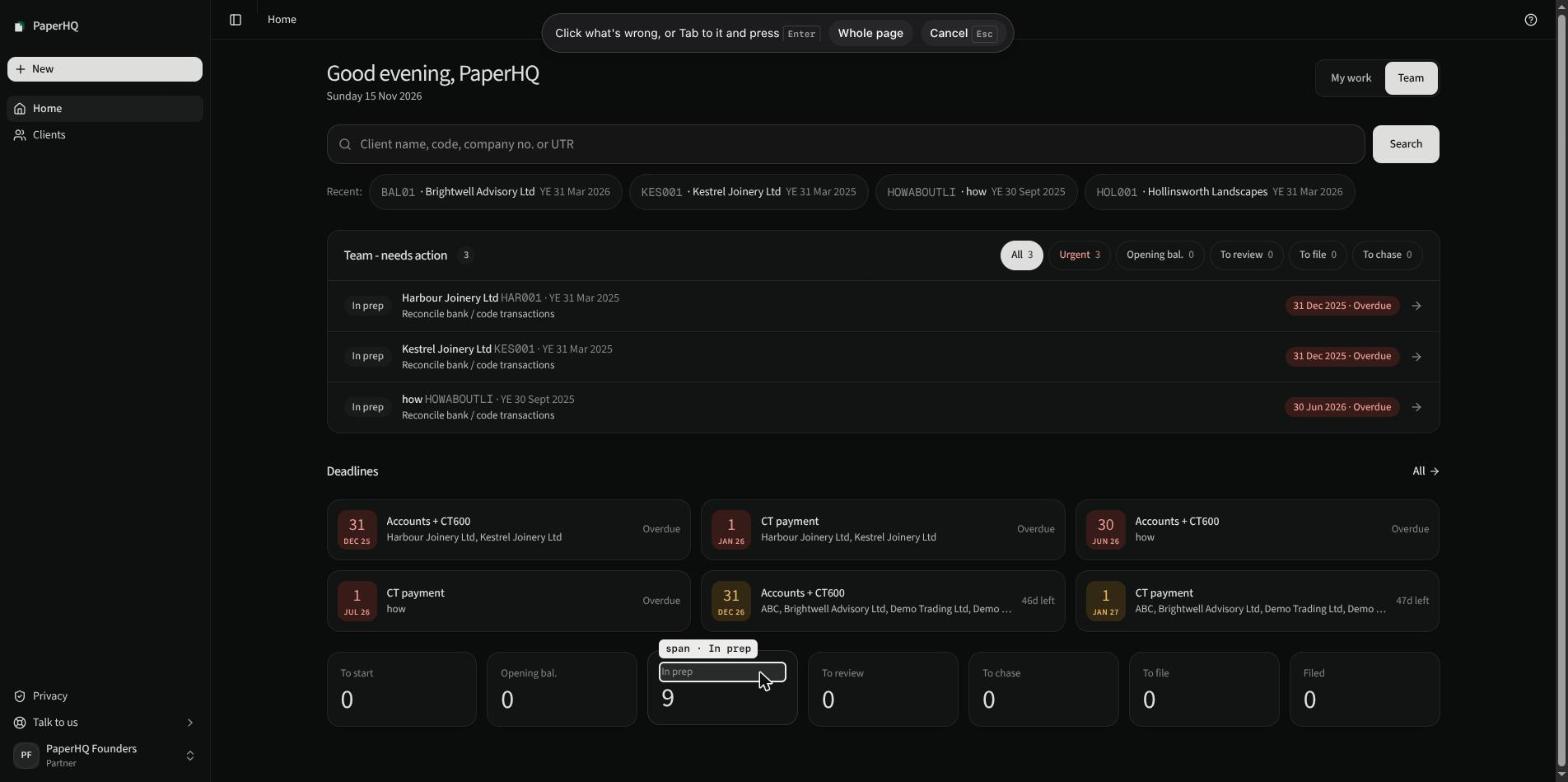 PaperHQ
Home
Click what's wrong, or Tab to it and press Enter Whole page Cancel Esc
New
Home
Clients
Good evening, PaperHQ
Sunday 15 Nov 2026
My work Team
Client name, code, company no. or UTR
Search
Recent: BAL01 · Brightwell Advisory Ltd YE 31 Mar 2026 KES001 · Kestrel Joinery Ltd YE 31 Mar 2025 HOWABOUTLI · how YE 30 Sept 2025 HOL001 · Hollinsworth Landscapes YE 31 Mar 2026
Team - needs action 3 All 3 Urgent 3 Opening bal. 0 To review 0 To file 0 To chase 0
In prep Harbour Joinery Ltd HAR001 · YE 31 Mar 2025 31 Dec 2025 · Overdue
Reconcile bank / code transactions
In prep Kestrel Joinery Ltd KES001 · YE 31 Mar 2025 31 Dec 2025 · Overdue
Reconcile bank / code transactions
In prep how HOWABOUTLI · YE 30 Sept 2025 30 Jun 2026 · Overdue
Reconcile bank / code transactions
Deadlines All
31 DEC 25 Accounts + CT600 Overdue
Harbour Joinery Ltd, Kestrel Joinery Ltd
1 JAN 26 CT payment Overdue
Harbour Joinery Ltd, Kestrel Joinery Ltd
30 JUN 26 Accounts + CT600 Overdue
how
1 JUL 26 CT payment Overdue
how
31 DEC 26 Accounts + CT600 46d left
ABC, Brightwell Advisory Ltd, Demo Trading Ltd, Demo …
1 JAN 27 CT payment 47d left
ABC, Brightwell Advisory Ltd, Demo Trading Ltd, Demo …
span · In prep
To start
0
Opening bal.
0
In prep
9
To review
0
To chase
0
To file
0
Filed
0
Privacy
Talk to us
PF PaperHQ Founders
Partner